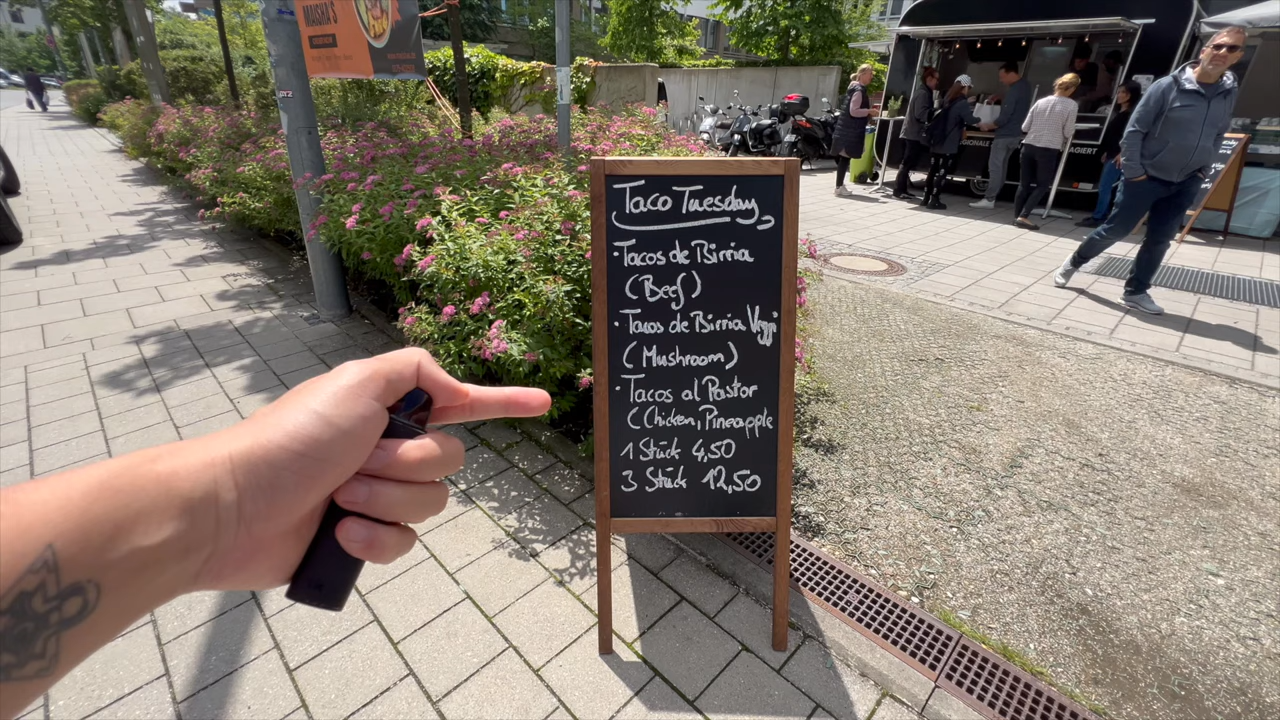 MAISHA'S
Taco Tuesday
·Tacos de Birria
(Beef)
·Tacos de Birria Veggi
(Mushroom)
·Tacos al Pastor
(Chicken, Pineapple
1 Stück 4,50
3 Stück 12,50